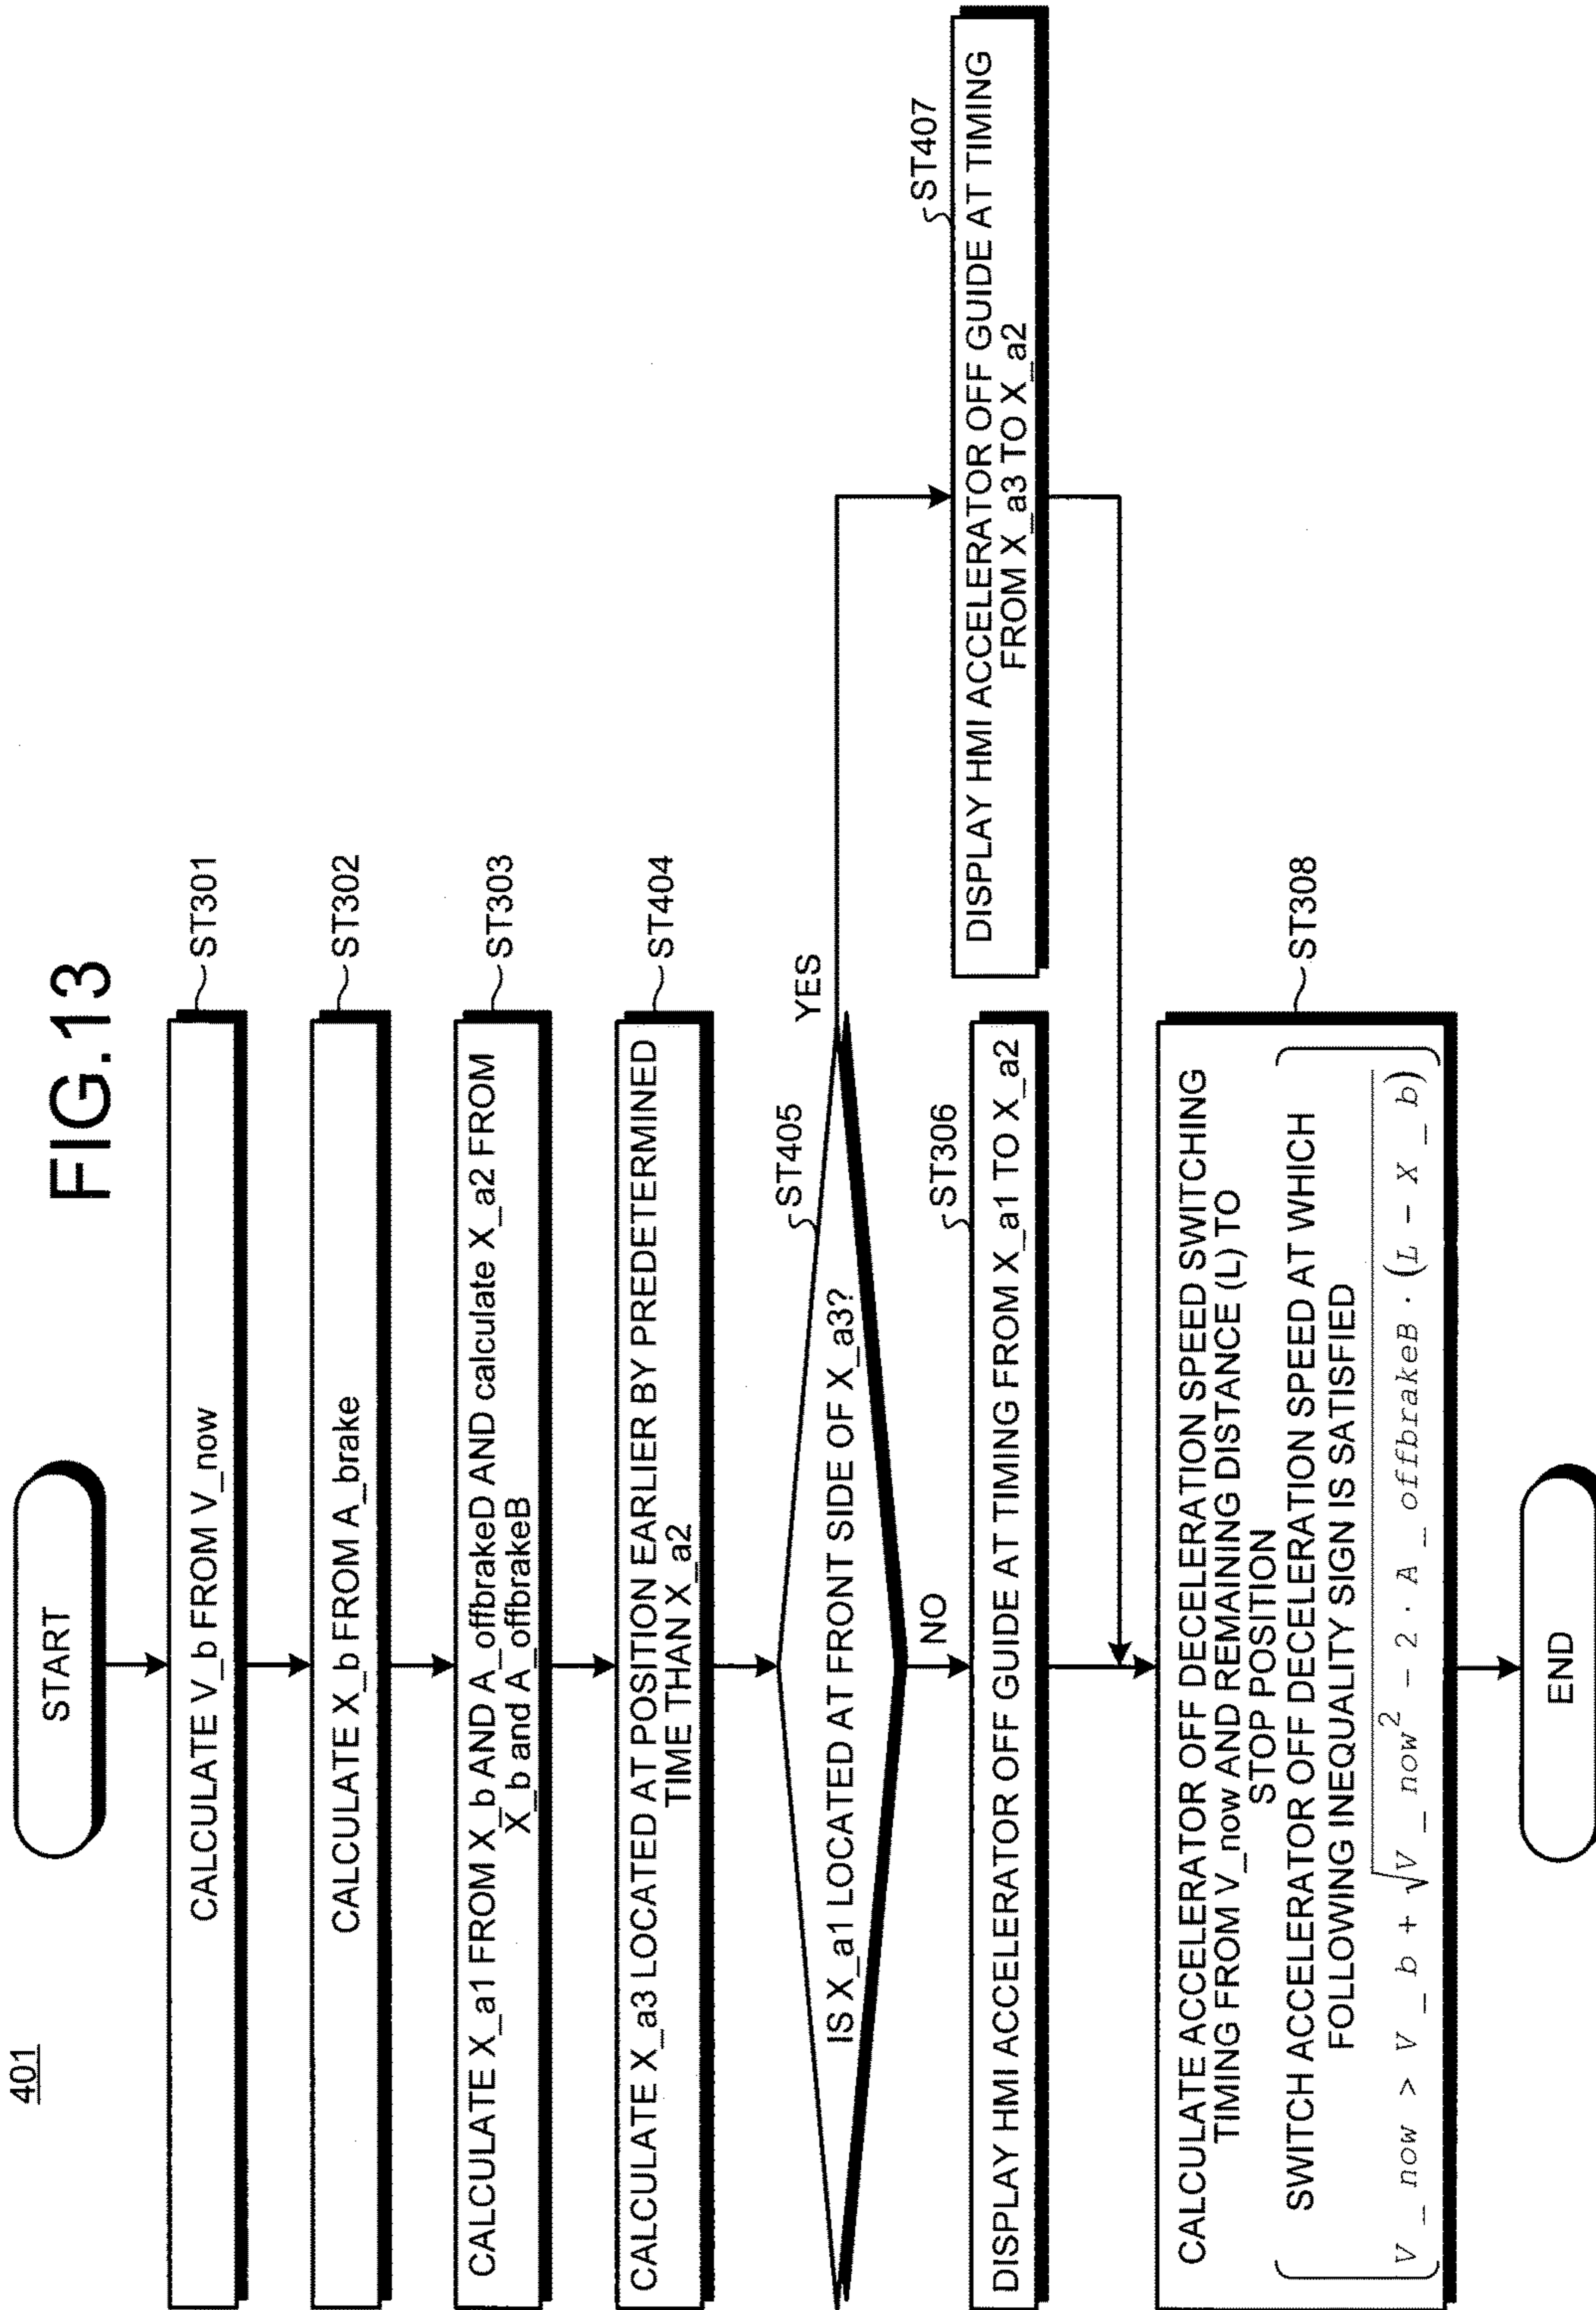 401
FIG.13
START
CALCULATE V_b FROM V_now
ST301
CALCULATE X_b FROM A_brake
ST302
CALCULATE X_a1 FROM X_b AND A_offbrakeD AND calculate X_a2 FROM
X_b and A_offbrakeB
ST303
CALCULATE X_a3 LOCATED AT POSITION EARLIER BY PREDETERMINED
TIME THAN X_a2
ST404
IS X_a1 LOCATED AT FRONT SIDE OF X_a3?
ST405
YES
NO
DISPLAY HMI ACCELERATOR OFF GUIDE AT TIMING FROM X_a1 TO X_a2
ST306
DISPLAY HMI ACCELERATOR OFF GUIDE AT TIMING
FROM X_a3 TO X_a2
ST407
CALCULATE ACCELERATOR OFF DECELERATION SPEED SWITCHING
TIMING FROM V_now AND REMAINING DISTANCE (L) TO
STOP POSITION
SWITCH ACCELERATOR OFF DECELERATION SPEED AT WHICH
FOLLOWING INEQUALITY SIGN IS SATISFIED
V_now > V_b + √V_now² − 2 · A_offbrakeB · (L − X_b)
ST308
END